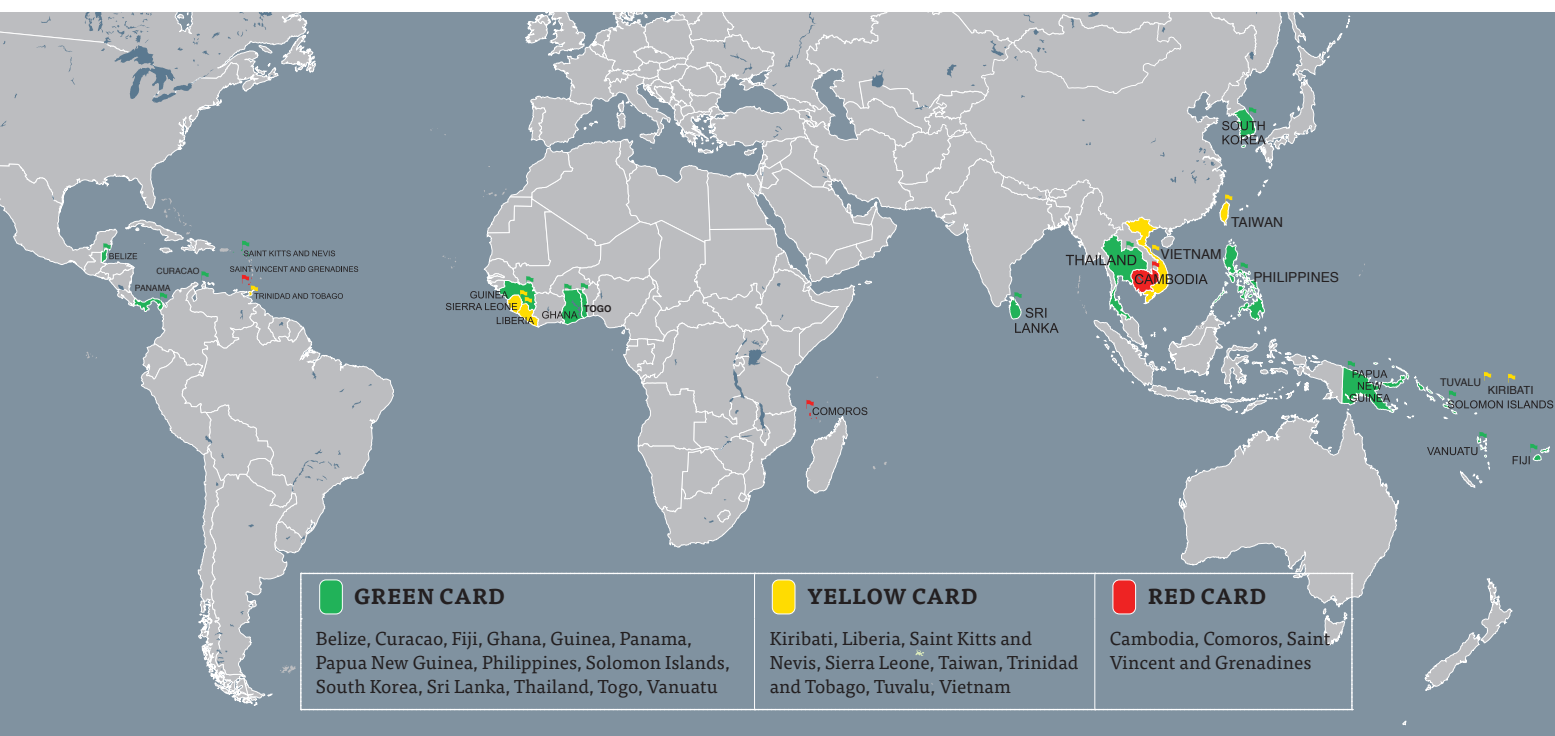 SOUTH
KOREA
TAIWAN
BELIZE
SAINT KITTS AND NEVIS
CURACAO
SAINT VINCENT AND GRENADINES
PANAMA
TRINIDAD AND TOBAGO
THAILAND
VIETNAM
CAMBODIA
PHILIPPINES
GUINEA
SIERRA LEONE
LIBERIA
GHANA
TOGO
SRI
LANKA
PAPUA
NEW
GUINEA
TUVALU
KIRIBATI
SOLOMON ISLANDS
COMOROS
VANUATU
FIJI
GREEN CARD
Belize, Curacao, Fiji, Ghana, Guinea, Panama,
Papua New Guinea, Philippines, Solomon Islands,
South Korea, Sri Lanka, Thailand, Togo, Vanuatu
YELLOW CARD
Kiribati, Liberia, Saint Kitts and
Nevis, Sierra Leone, Taiwan, Trinidad
and Tobago, Tuvalu, Vietnam
RED CARD
Cambodia, Comoros, Saint
Vincent and Grenadines